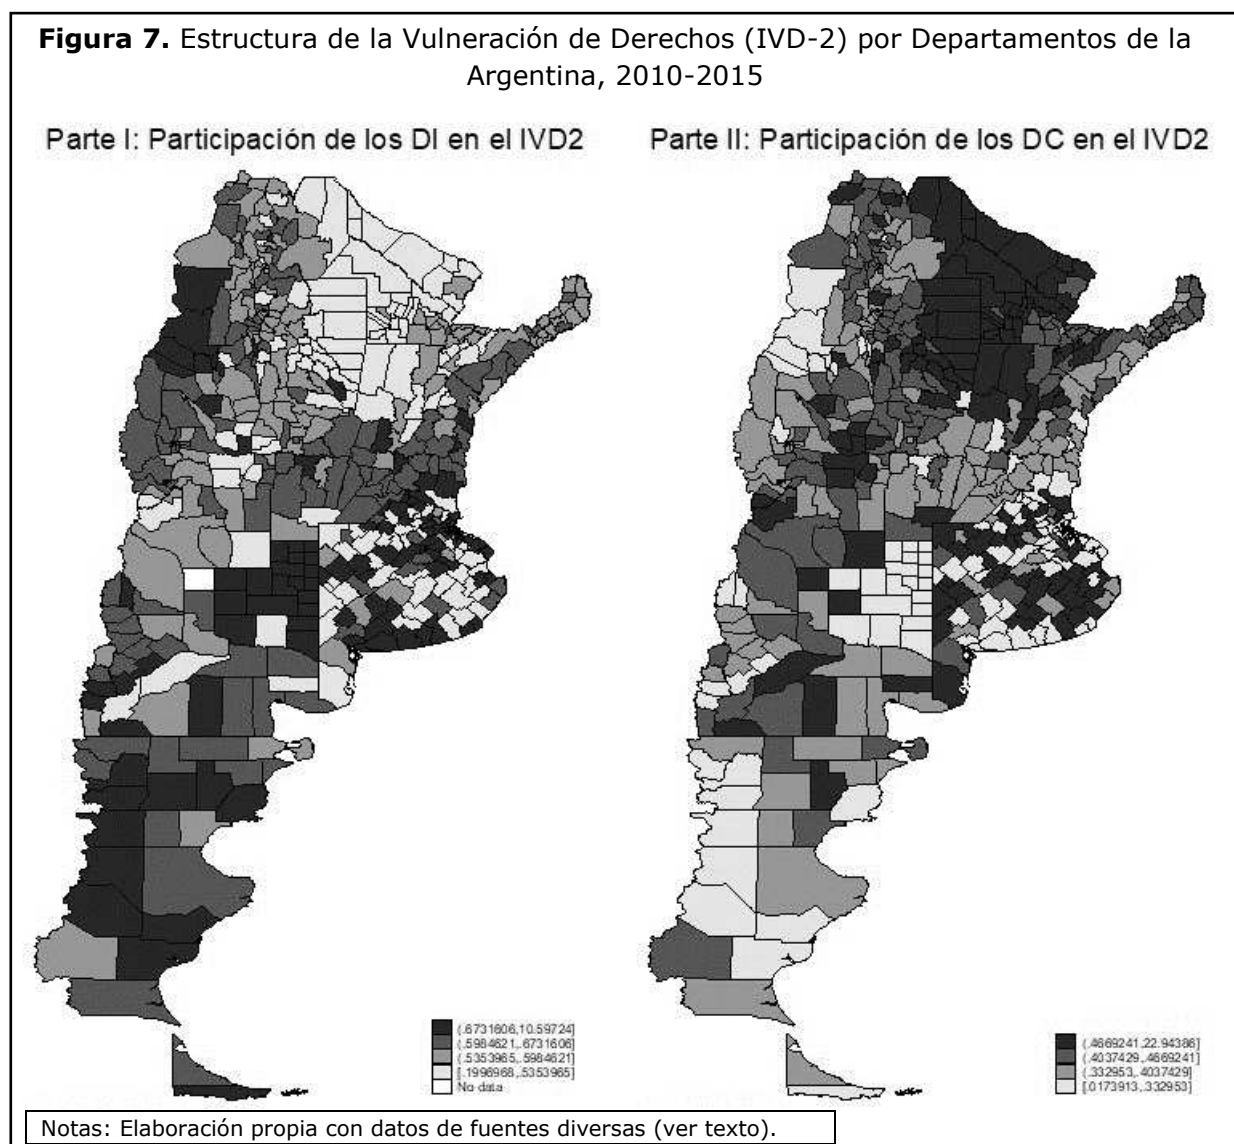 Figura 7. Estructura de la Vulneración de Derechos (IVD-2) por Departamentos de la
Argentina, 2010-2015
Parte I: Participación de los DI en el IVD2
Parte II: Participación de los DC en el IVD2
(.6731606,10.59724]
(.5984621,.6731606]
(.5353965,.5984621]
[.1996968,.5353965]
No data
(.4669241,22.94386]
(.4037429,.4669241]
(.332953,.4037429]
[.0173913,.332953]
Notas: Elaboración propia con datos de fuentes diversas (ver texto).